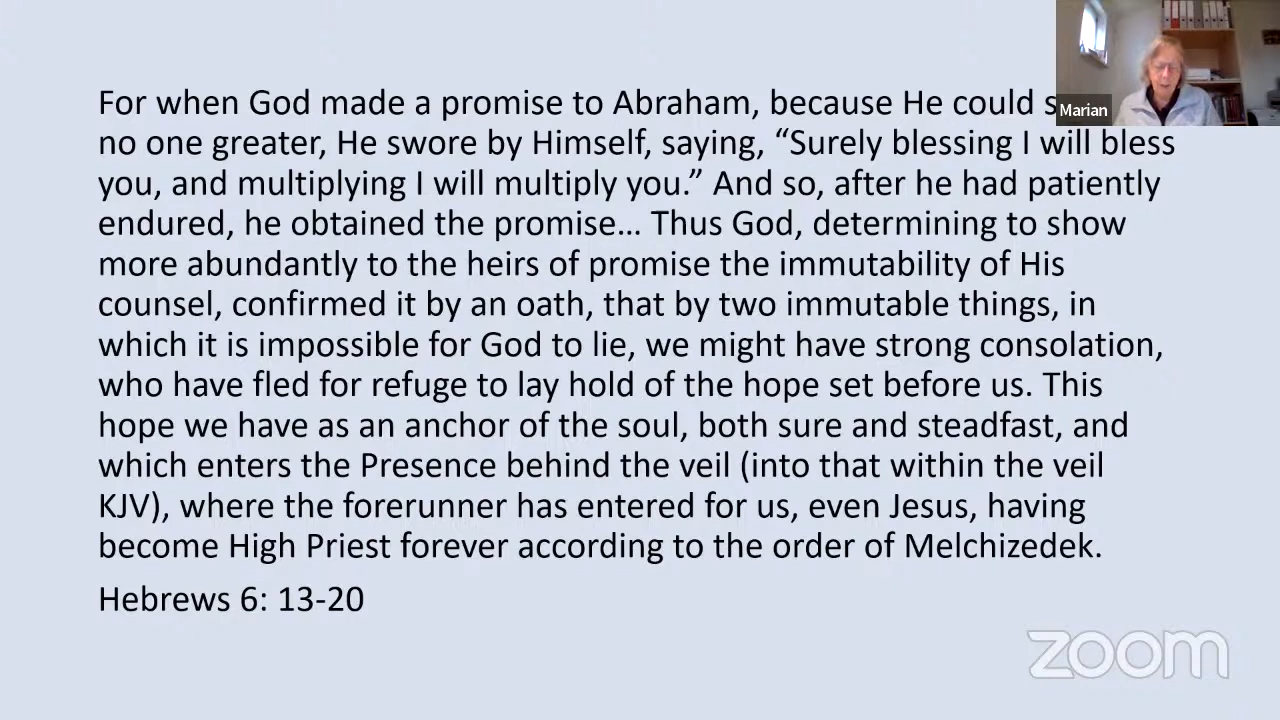 For when God made a promise to Abraham, because He could
no one greater, He swore by Himself, saying, “Surely blessing I will bless
you, and multiplying I will multiply you.” And so, after he had patiently
endured, he obtained the promise… Thus God, determining to show
more abundantly to the heirs of promise the immutability of His
counsel, confirmed it by an oath, that by two immutable things, in
which it is impossible for God to lie, we might have strong consolation,
who have fled for refuge to lay hold of the hope set before us. This
hope we have as an anchor of the soul, both sure and steadfast, and
which enters the Presence behind the veil (into that within the veil
KJV), where the forerunner has entered for us, even Jesus, having
become High Priest forever according to the order of Melchizedek.
Hebrews 6: 13-20
Marian
zoom